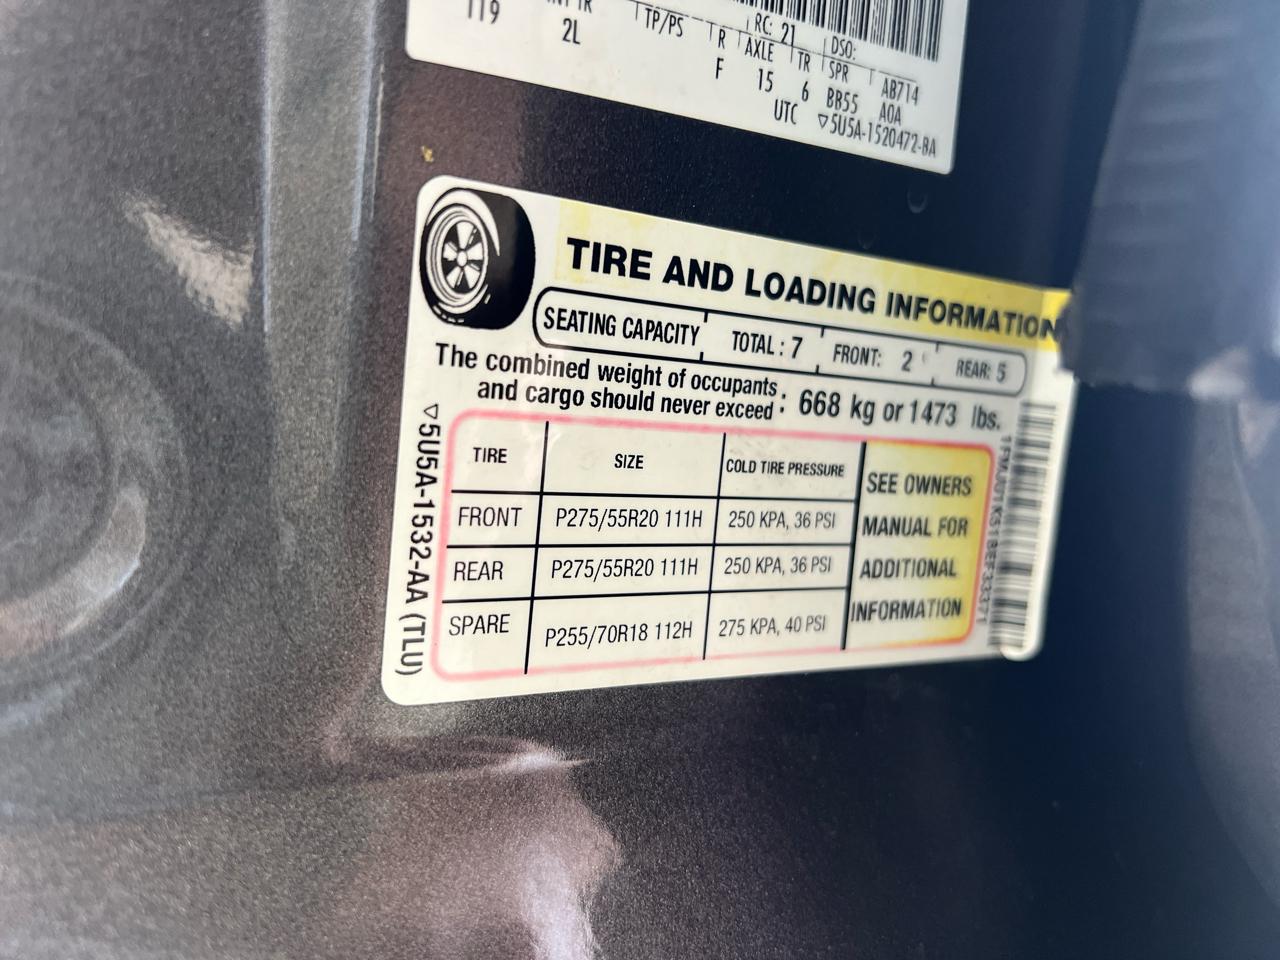 119
2L
TP/PS
R
F
RC: 21
AXLE
15
DSO:
TR
6
SPR
BB55
AB714
A0A
UTC
▽5U5A-1520472-BA
TIRE AND LOADING INFORMATION
SEATING CAPACITY TOTAL : 7 FRONT: 2 REAR: 5
The combined weight of occupants
and cargo should never exceed : 668 kg or 1473 lbs.
TIRE SIZE COLD TIRE PRESSURE
FRONT P275/55R20 111H 250 KPA, 36 PSI
REAR P275/55R20 111H 250 KPA, 36 PSI
SPARE P255/70R18 112H 275 KPA, 40 PSI
SEE OWNERS
MANUAL FOR
ADDITIONAL
INFORMATION
▽5U5A-1532-AA (TLU)